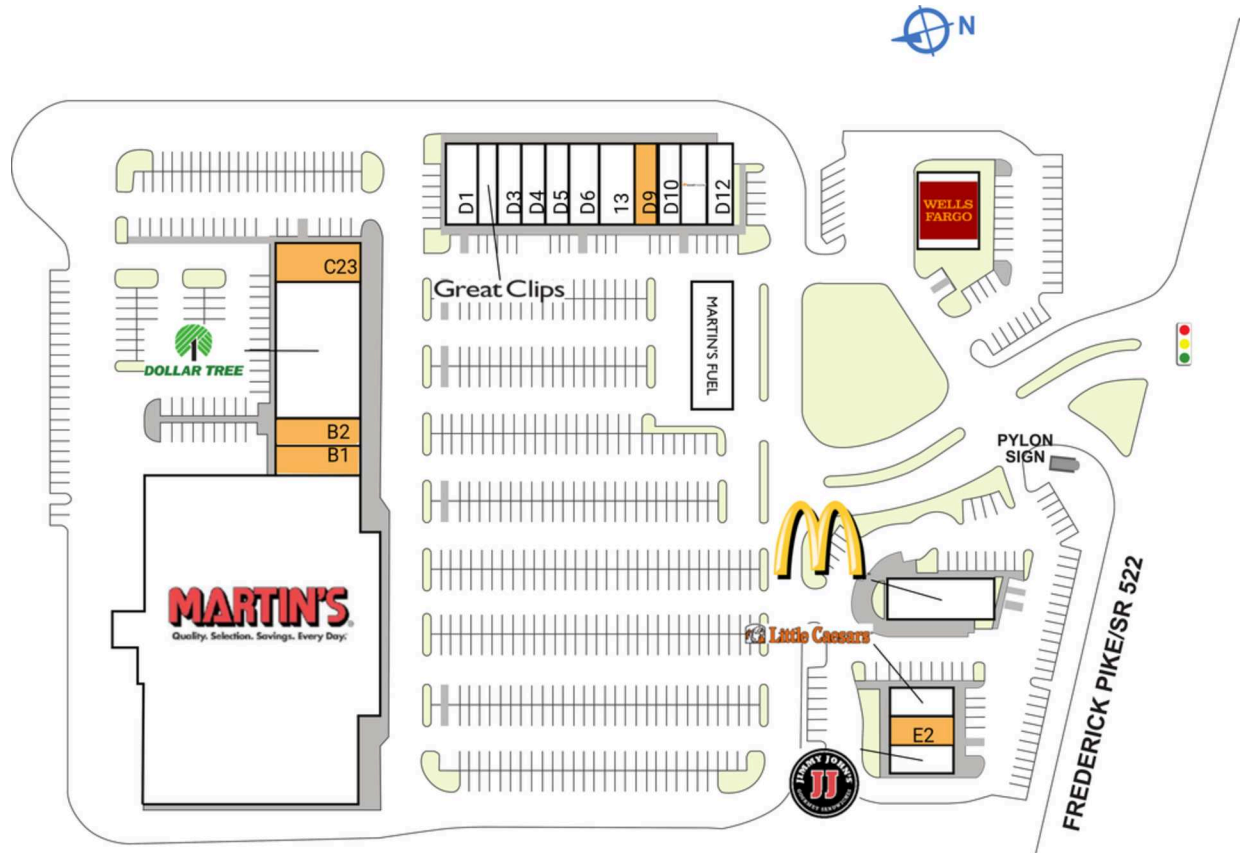 N
D1
D3
D4
D5
D6
13
D9
D10
D12
WELLS
FARGO
C23
Great Clips
MARTIN'S FUEL
DOLLAR TREE
B2
B1
PYLON
SIGN
MARTIN'S
Quality. Selection. Savings. Every Day.
Little Caesars
E2
JIMMY JOHN'S
JJ
GOURMET SANDWICHES
FREDERICK PIKE/SR 522